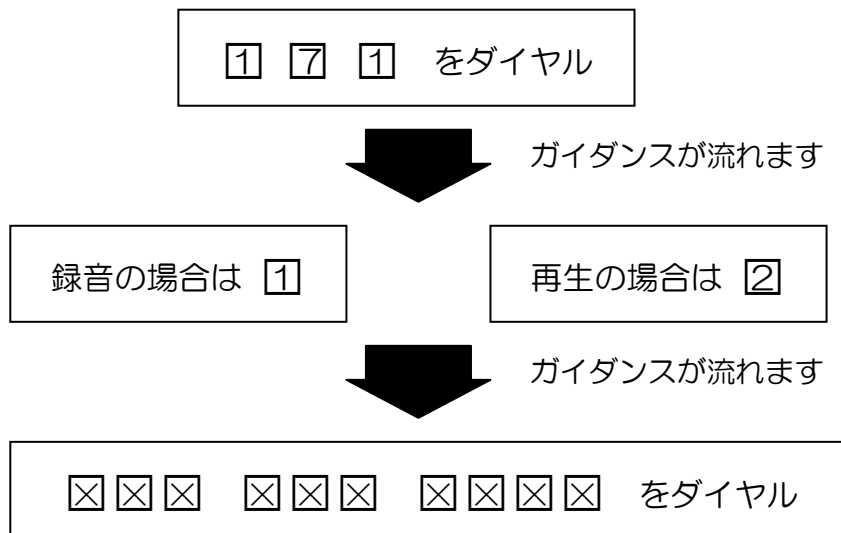 1 7 1 をダイヤル
ガイダンスが流れます
録音の場合は 1
再生の場合は 2
ガイダンスが流れます
××× ××× ×××× をダイヤル